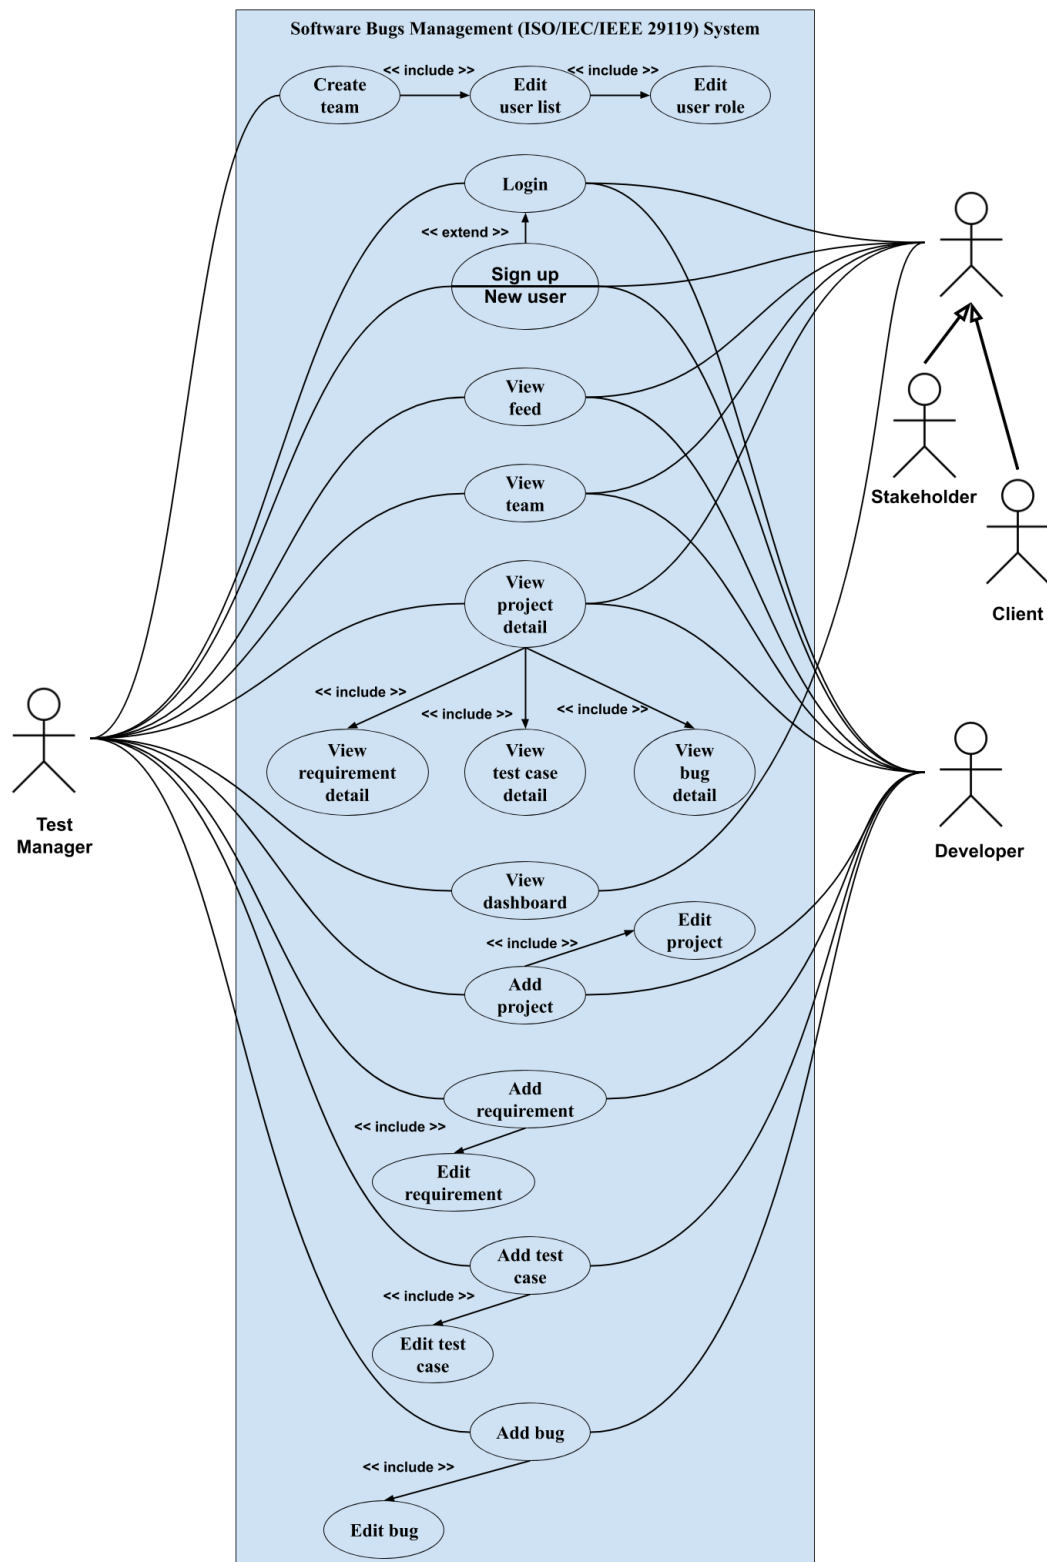 Software Bugs Management (ISO/IEC/IEEE 29119) System
<< include >>
<< include >>
Create
team
Edit
user list
Edit
user role
Login
<< extend >>
Sign up
New user
View
feed
View
team
Stakeholder
View
project
detail
Client
<< include >>
<< include >>
<< include >>
View
requirement
detail
View
test case
detail
View
bug
detail
Test
Manager
Developer
View
dashboard
Edit
project
<< include >>
Add
project
Add
requirement
<< include >>
Edit
requirement
Add test
case
<< include >>
Edit test
case
Add bug
<< include >>
Edit bug